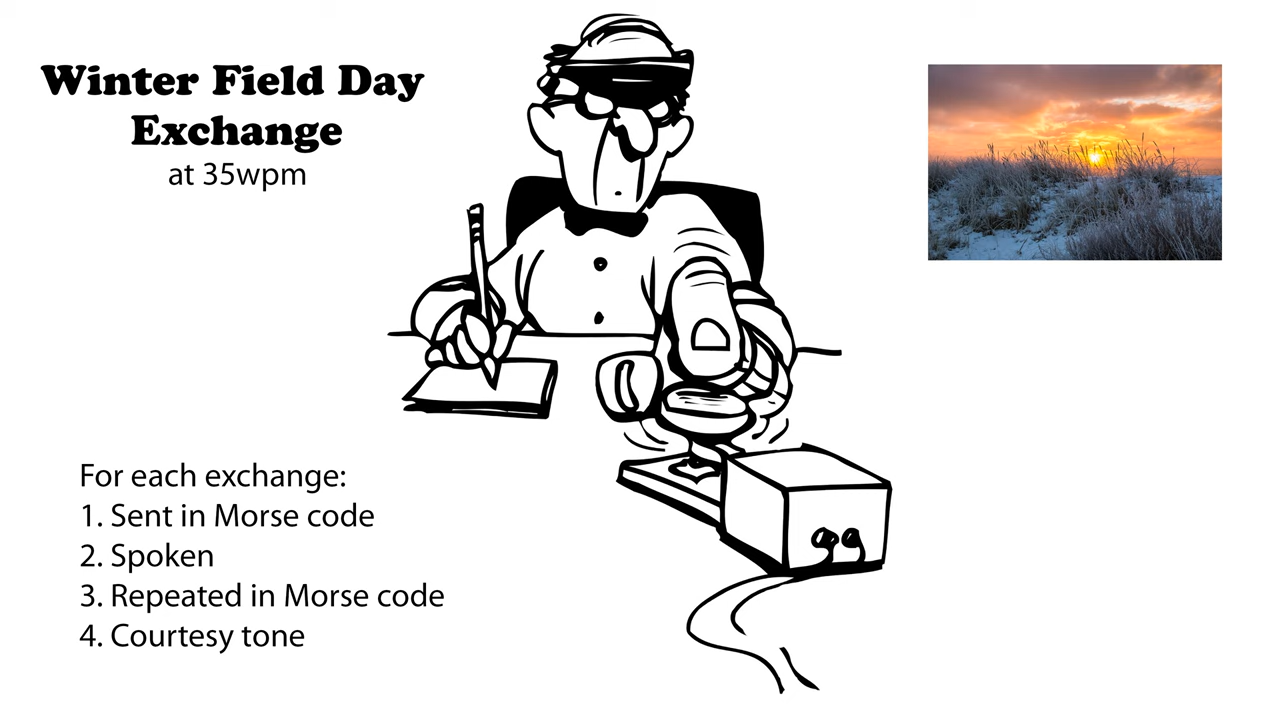 Winter Field Day
Exchange
at 35wpm
For each exchange:
1. Sent in Morse code
2. Spoken
3. Repeated in Morse code
4. Courtesy tone